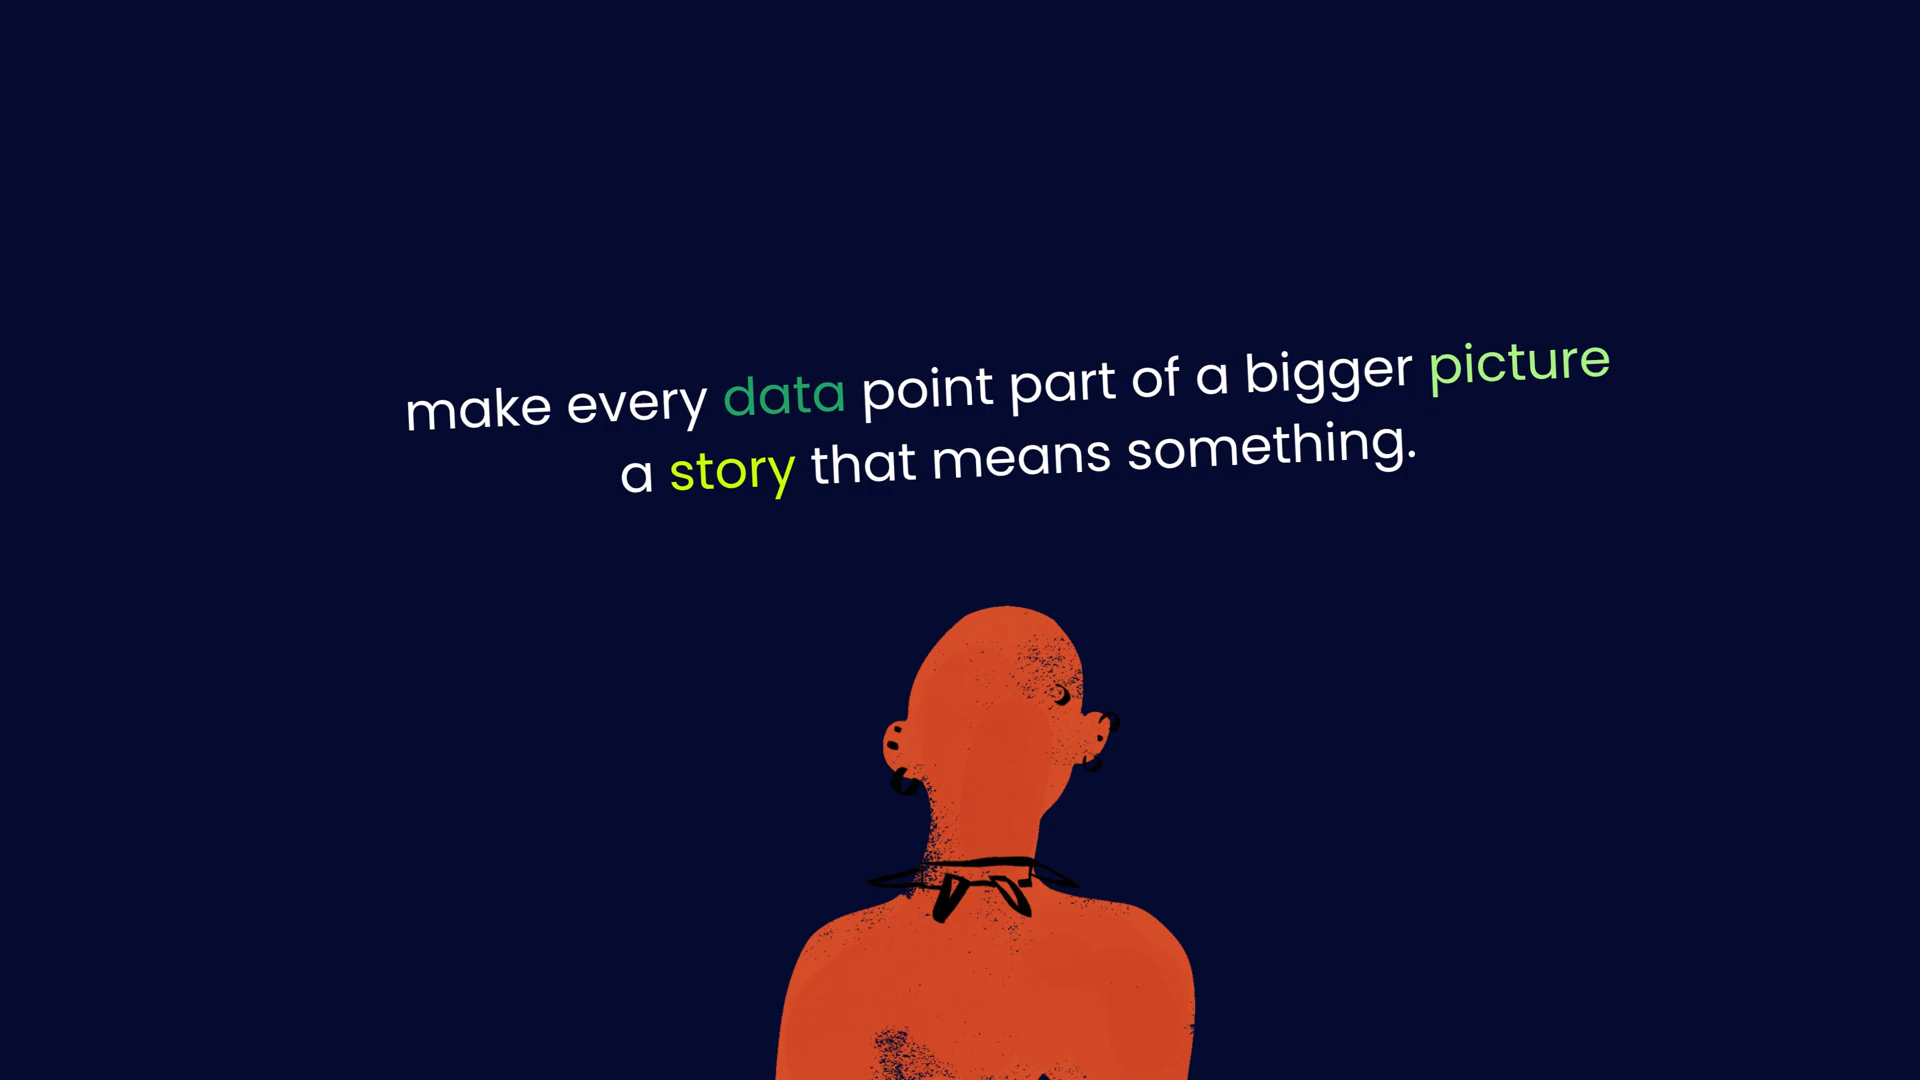 make every data point part of a bigger picture
a story that means something.